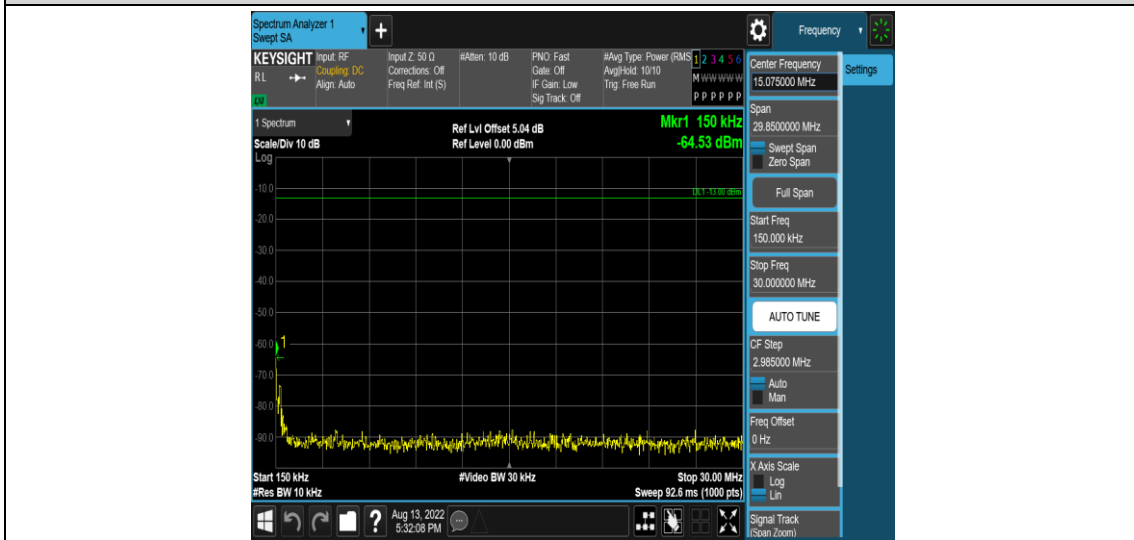 Spectrum Analyzer 1
Swept SA
+
Frequency
KEYSIGHT
RL
LXI
Input: RF
Coupling: DC
Align: Auto
Input Z: 50 Ω
Corrections: Off
Freq Ref: Int (S)
#Atten: 10 dB
PNO: Fast
Gate: Off
IF Gain: Low
Sig Track: Off
#Avg Type: Power (RMS
Avg|Hold: 10/10
Trig: Free Run
1 2 3 4 5 6
M W W W W W
P P P P P P
1 Spectrum
Scale/Div 10 dB
Log
Ref Lvl Offset 5.04 dB
Ref Level 0.00 dBm
Mkr1 150 kHz
-64.53 dBm
DL1 -13.00 dBm
-10.0
-20.0
-30.0
-40.0
-50.0
-60.0
1
-70.0
-80.0
-90.0
Start 150 kHz
#Video BW 30 kHz
Stop 30.00 MHz
#Res BW 10 kHz
Sweep 92.6 ms (1000 pts)
Center Frequency
15.075000 MHz
Settings
Span
29.8500000 MHz
Swept Span
Zero Span
Full Span
Start Freq
150.000 kHz
Stop Freq
30.000000 MHz
AUTO TUNE
CF Step
2.985000 MHz
Auto
Man
Freq Offset
0 Hz
X Axis Scale
Log
Lin
Signal Track
(Span Zoom)
?
Aug 13, 2022
5:32:08 PM